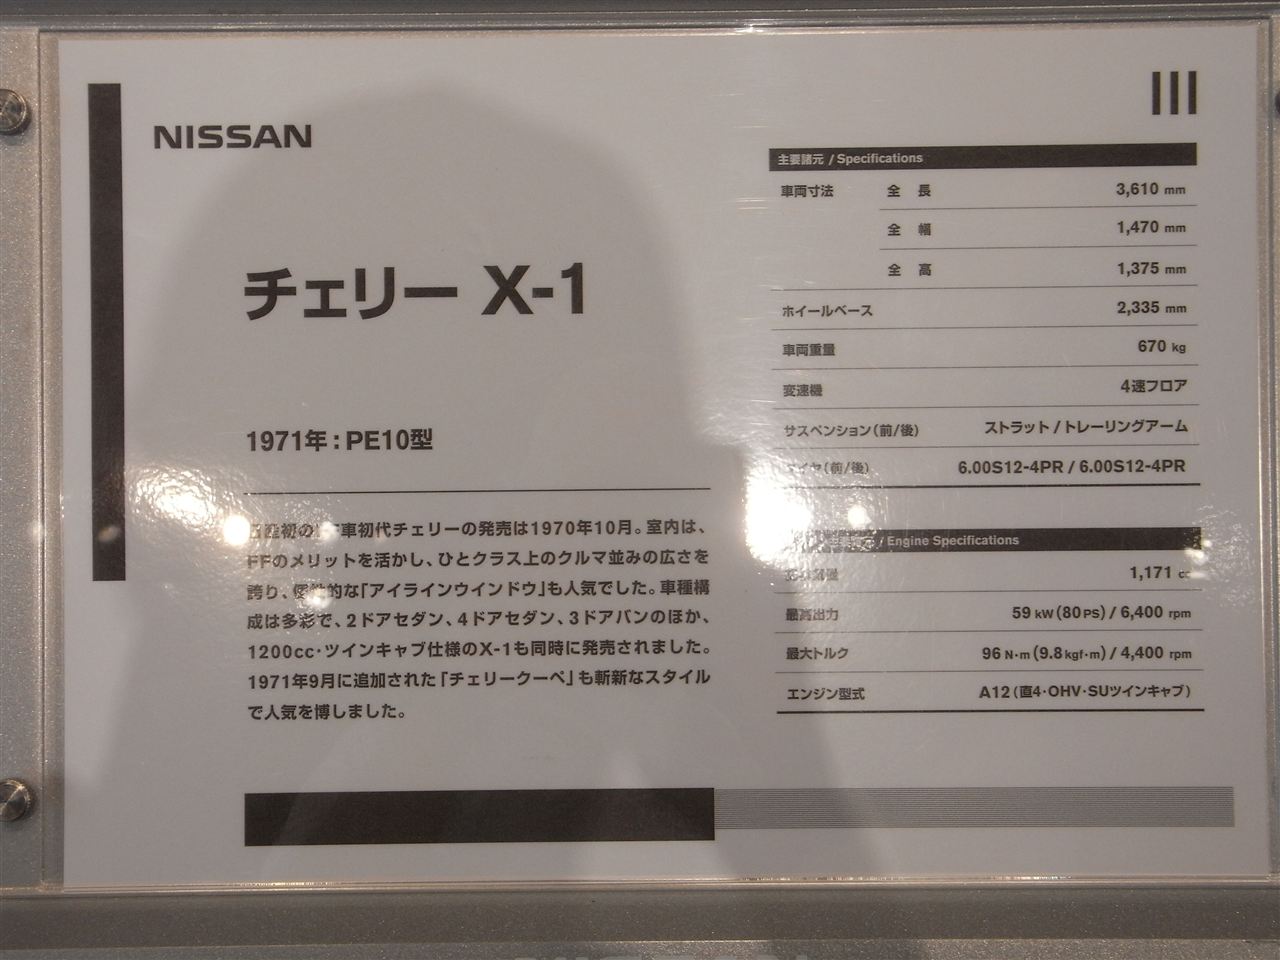 NISSAN
チェリー X-1
1971年:PE10型
初の 車初代チェリーの発売は1970年10月。室内は、
FFのメリットを活かし、ひとクラス上のクルマ並みの広さを
誇り、個性的な「アイラインウインドウ」も人気でした。車種構
成は多彩で、2ドアセダン、4ドアセダン、3ドアバンのほか、
1200cc・ツインキャブ仕様のX-1も同時に発売されました。
1971年9月に追加された「チェリークーペ」も斬新なスタイル
で人気を博しました。
主要諸元 / Specifications
車両寸法 全長 3,610 mm
全幅 1,470 mm
全高 1,375 mm
ホイールベース 2,335 mm
車両重量 670 kg
変速機 4速フロア
サスペンション(前/後) ストラット / トレーリングアーム
タイヤ(前/後) 6.00S12-4PR / 6.00S12-4PR
/ Engine Specifications
1,171 cc
最高出力 59 kW (80 PS) / 6,400 rpm
最大トルク 96 N・m (9.8 kgf・m) / 4,400 rpm
エンジン型式 A12 (直4・OHV・SUツインキャブ)